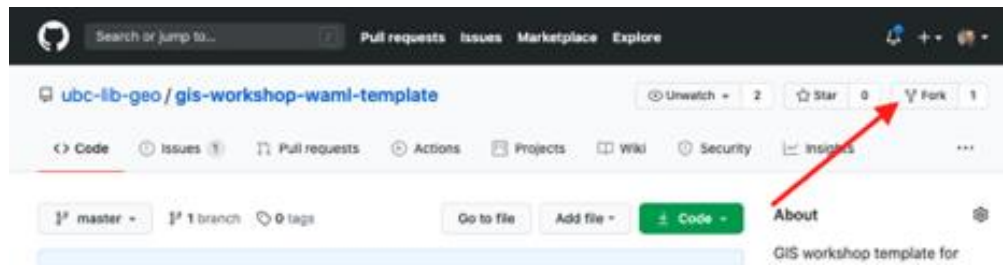 Search or jump to... / Pull requests Issues Marketplace Explore
ubc-lib-geo / gis-workshop-waml-template Unwatch 2 Star 0 Fork 1
<> Code Issues 1 Pull requests Actions Projects Wiki Security Insights ...
master 1 branch 0 tags Go to file Add file Code About
GIS workshop template for